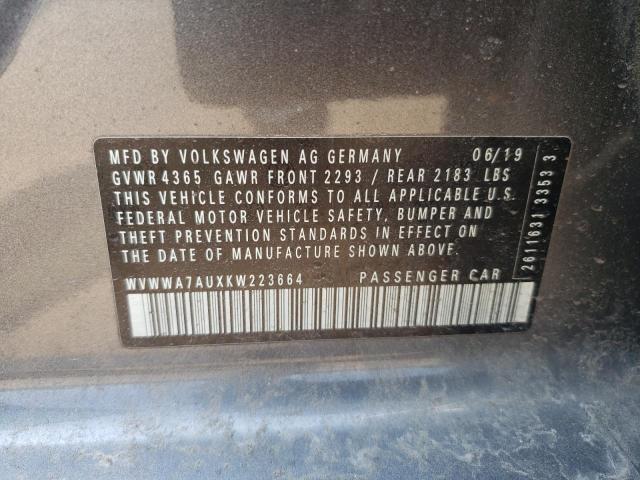 MFD BY VOLKSWAGEN AG GERMANY 06/19
GVWR 4365 GAWR FRONT 2293 / REAR 2183 LBS
THIS VEHICLE CONFORMS TO ALL APPLICABLE U.S.
FEDERAL MOTOR VEHICLE SAFETY, BUMPER AND
THEFT PREVENTION STANDARDS IN EFFECT ON
THE DATE OF MANUFACTURE SHOWN ABOVE.
WVWWA7AUXKW223664 PASSENGER CAR
2611631 3353 3